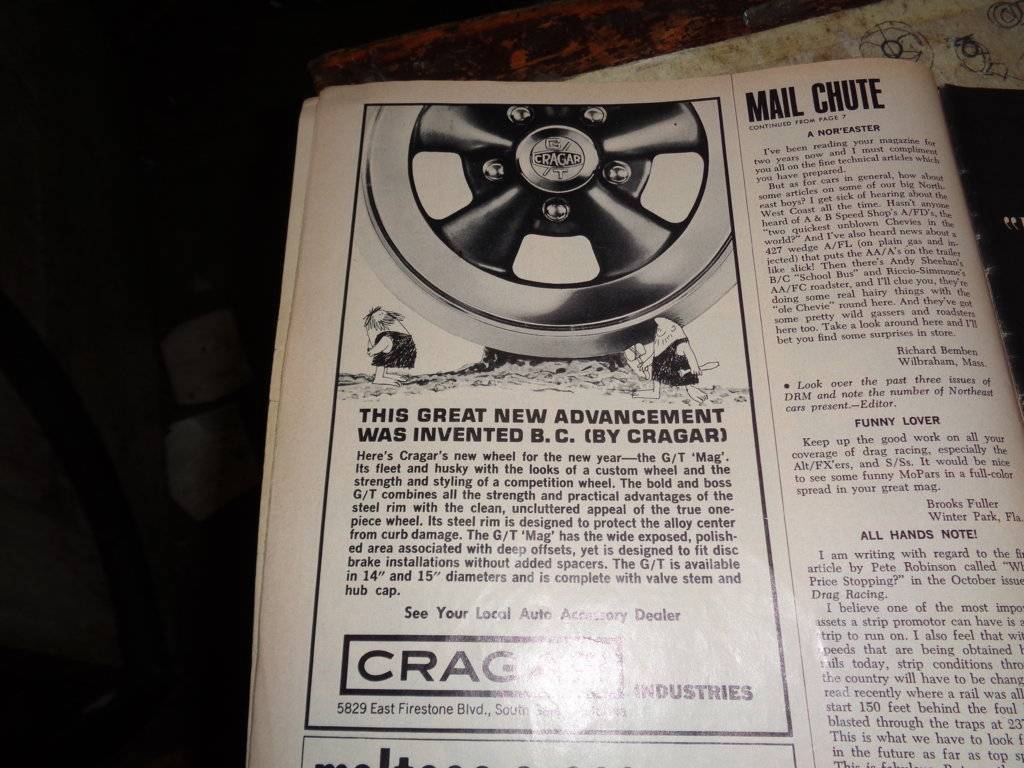 G/T
CRAGAR
THIS GREAT NEW ADVANCEMENT
WAS INVENTED B.C. (BY CRAGAR)
Here's Cragar's new wheel for the new year—the G/T 'Mag'.
Its fleet and husky with the looks of a custom wheel and the
strength and styling of a competition wheel. The bold and boss
G/T combines all the strength and practical advantages of the
steel rim with the clean, uncluttered appeal of the true one-
piece wheel. Its steel rim is designed to protect the alloy center
from curb damage. The G/T 'Mag' has the wide exposed, polish-
ed area associated with deep offsets, yet is designed to fit disc
brake installations without added spacers. The G/T is available
in 14" and 15" diameters and is complete with valve stem and
hub cap.
See Your Local Auto Accessory Dealer
CRAGAR
INDUSTRIES
5829 East Firestone Blvd., South
MAIL CHUTE
CONTINUED FROM PAGE 7
A NOR'EASTER
I've been reading your magazine for
two years now and I must compliment
you all on the fine technical articles which
you have prepared.
But as for cars in general, how about
some articles on some of our big North-
east boys? I get sick of hearing about the
West Coast all the time. Hasn't anyone
heard of A & B Speed Shop's A/FD's, the
"two quickest unblown Chevies in the
world?" And I've also heard news about a
427 wedge A/FL (on plain gas and in-
jected) that puts the AA/A's on the trailer
like slick! Then there's Andy Sheehan's
B/C "School Bus" and Riccio-Simmone's
AA/FC roadster, and I'll clue you, they're
doing some real hairy things with the
"ole Chevie" round here. And they've got
some pretty wild gassers and roadsters
here too. Take a look around here and I'll
bet you find some surprises in store.
Richard Bemben
Wilbraham, Mass.
• Look over the past three issues of
DRM and note the number of Northeast
cars present.—Editor.
FUNNY LOVER
Keep up the good work on all your
coverage of drag racing, especially the
Alt/FX'ers, and S/Ss. It would be nice
to see some funny MoPars in a full-color
spread in your great mag.
Brooks Fuller
Winter Park, Fla.
ALL HANDS NOTE!
I am writing with regard to the
article by Pete Robinson called
Price Stopping?" in the October issue
Drag Racing.
I believe one of the most
assets a strip promotor can have is
strip to run on. I also feel that
speeds that are being obtained
rails today, strip conditions
the country will have to be
read recently where a rail was
start 150 feet behind the foul
blasted through the traps at
This is what we have to look
in the future as far as top